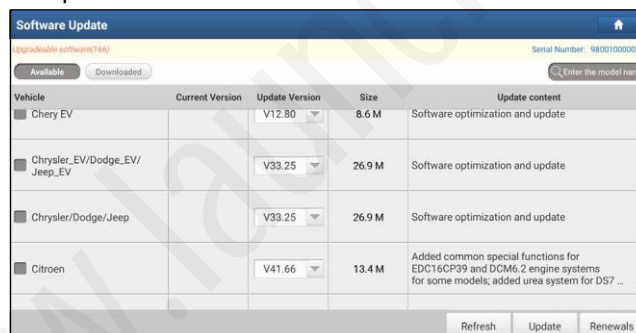 Software Update
Upgradeable software(166)
Serial Number: 9800100000
Available
Downloaded
Enter the model nam
Vehicle Current Version Update Version Size Update content
Chery EV V12.80 8.6 M Software optimization and update
Chrysler_EV/Dodge_EV/
Jeep_EV V33.25 26.9 M Software optimization and update
Chrysler/Dodge/Jeep V33.25 26.9 M Software optimization and update
Citroen V41.66 13.4 M Added common special functions for
EDC16CP39 and DCM6.2 engine systems
for some models; added urea system for DS7 ...
Refresh Update Renewals